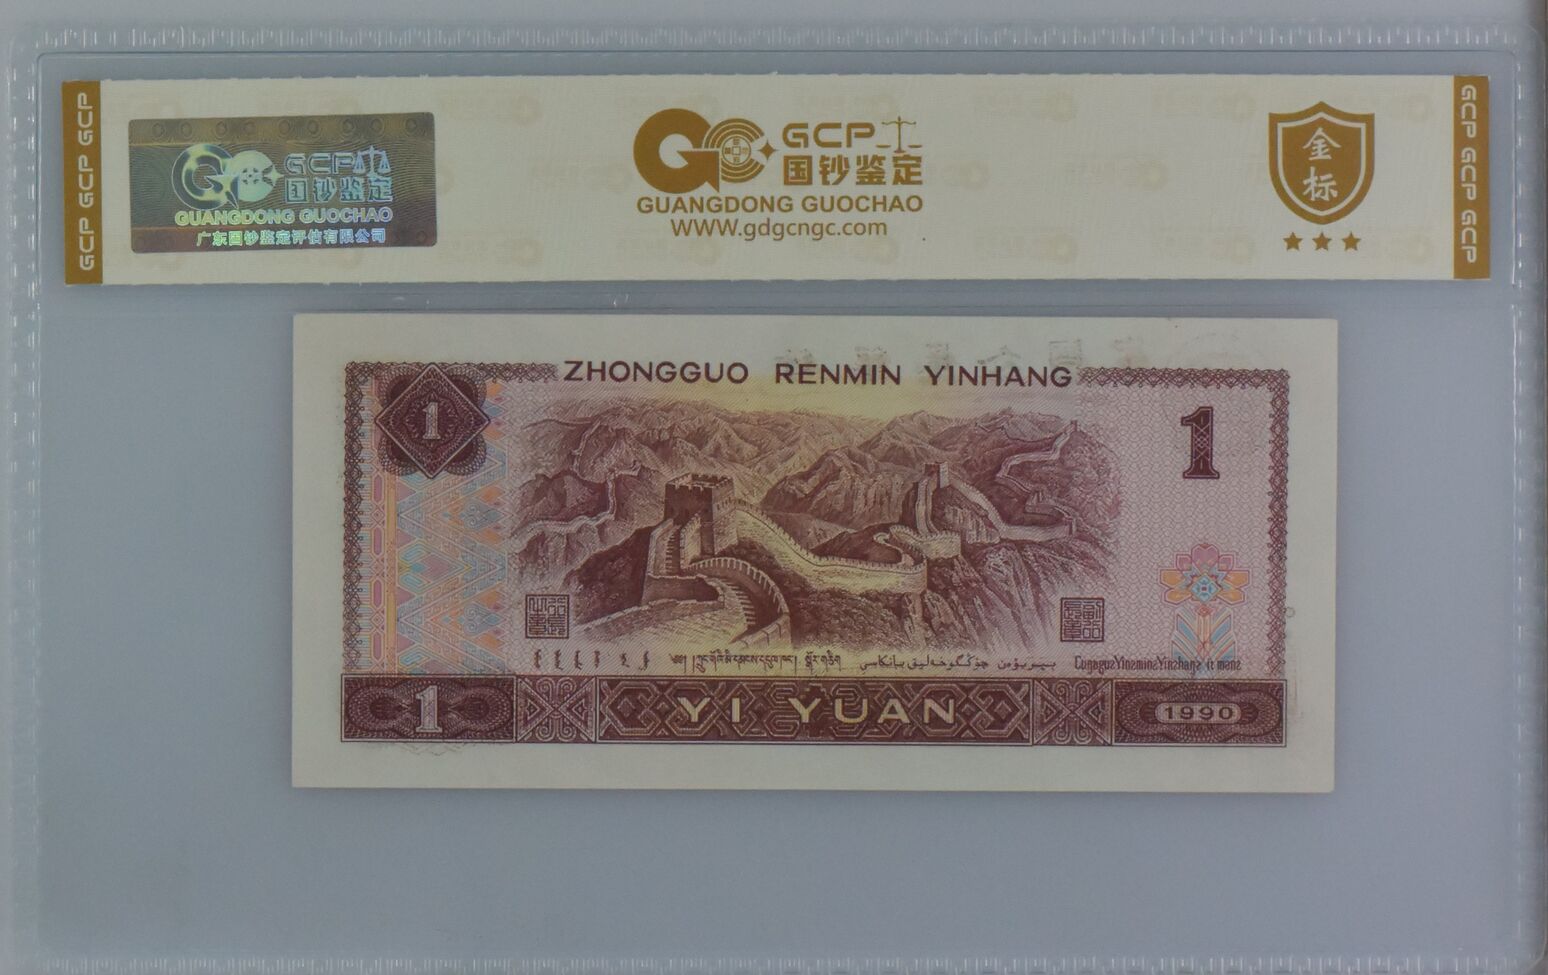 GCP GCP GCP
GCP
国钞鉴定
GUANGDONG GUOCHAO
广东国钞鉴定评估有限公司
GCP
国钞鉴定
GUANGDONG GUOCHAO
WWW.gdgcngc.com
金标
GCP GCP GCP
ZHONGGUO RENMIN YINHANG
1
1
1 YI YUAN 1990